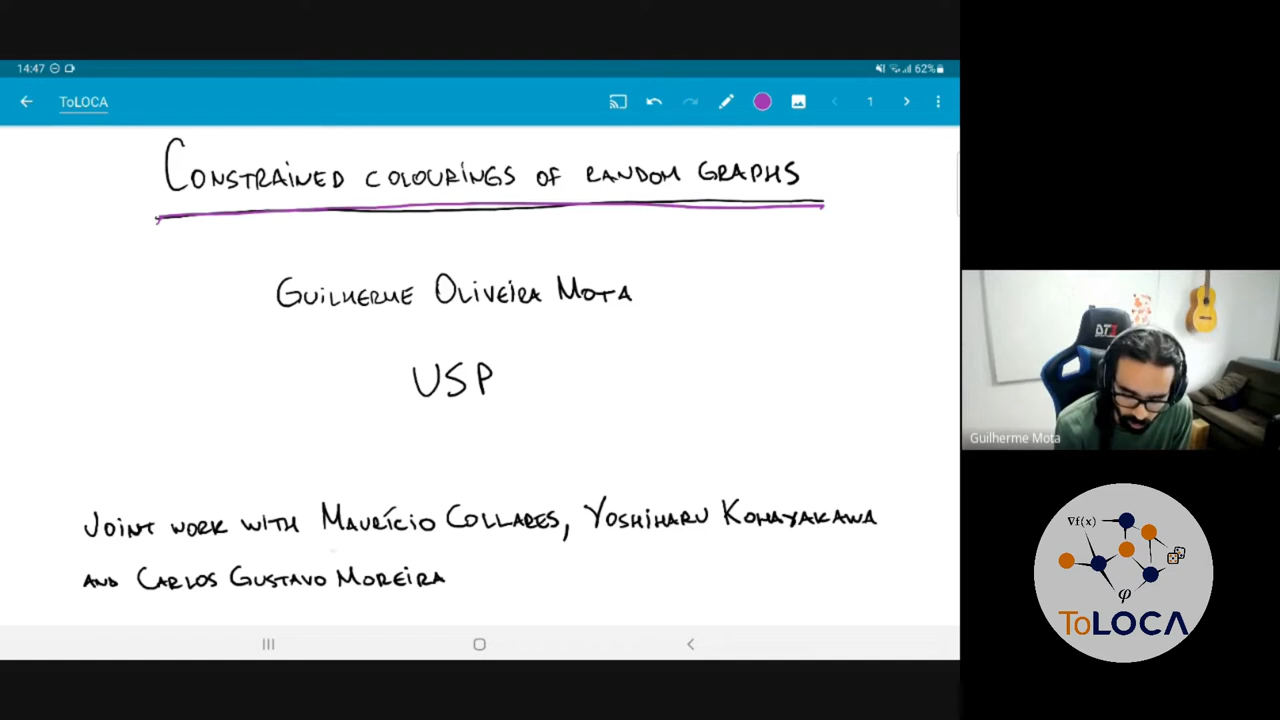 14:47 62%
ToLOCA 1
CONSTRAINED COLOURINGS OF RANDOM GRAPHS
GUILHERME OLIVEIRA MOTA
USP
JOINT WORK WITH MAURÍCIO COLLARES, YOSHIHARU KOHAYAKAWA
AND CARLOS GUSTAVO MOREIRA
Guilherme Mota
∇f(x)
φ
ToLOCA